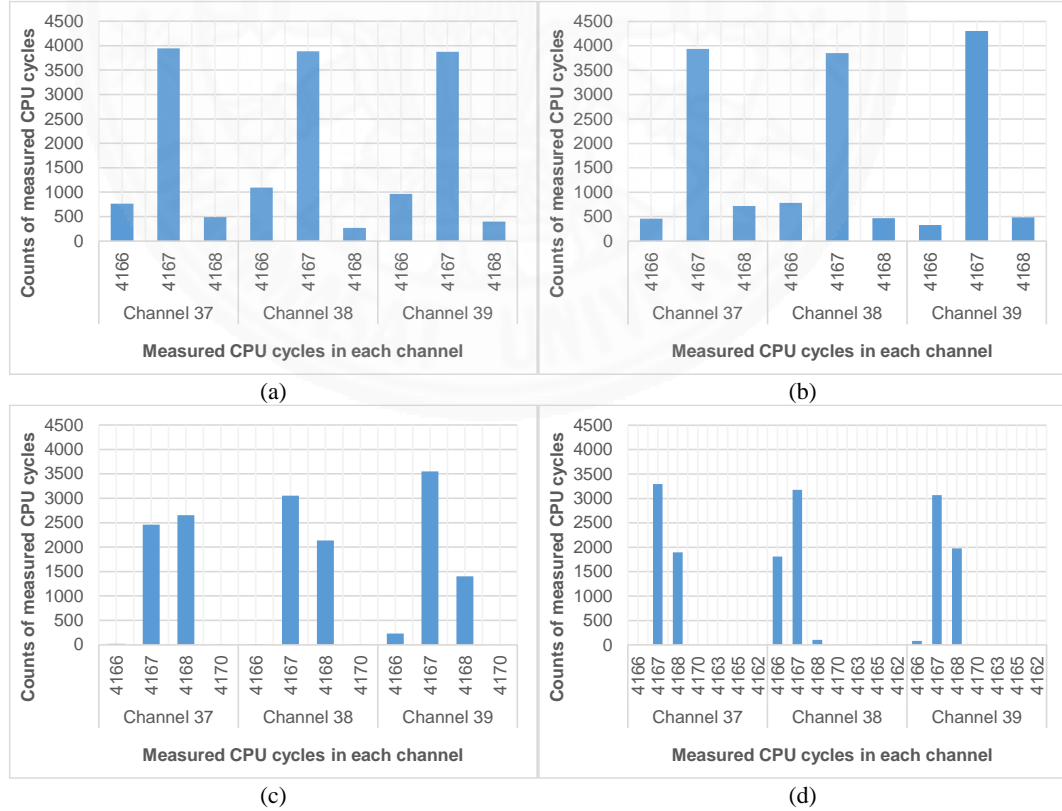 Counts of measured CPU cycles
4500
4000
3500
3000
2500
2000
1500
1000
500
0
4166 4167 4168 4166 4167 4168 4166 4167 4168
Channel 37 Channel 38 Channel 39
Measured CPU cycles in each channel
(a)
Counts of measured CPU cycles
4500
4000
3500
3000
2500
2000
1500
1000
500
0
4166 4167 4168 4166 4167 4168 4166 4167 4168
Channel 37 Channel 38 Channel 39
Measured CPU cycles in each channel
(b)
Counts of measured CPU cycles
4500
4000
3500
3000
2500
2000
1500
1000
500
0
4166 4167 4168 4170 4166 4167 4168 4170 4166 4167 4168 4170
Channel 37 Channel 38 Channel 39
Measured CPU cycles in each channel
(c)
Counts of measured CPU cycles
4500
4000
3500
3000
2500
2000
1500
1000
500
0
4166 4167 4168 4170 4163 4165 4162 4166 4167 4168 4170 4163 4165 4162 4166 4167 4168 4170 4163 4165 4162
Channel 37 Channel 38 Channel 39
Measured CPU cycles in each channel
(d)